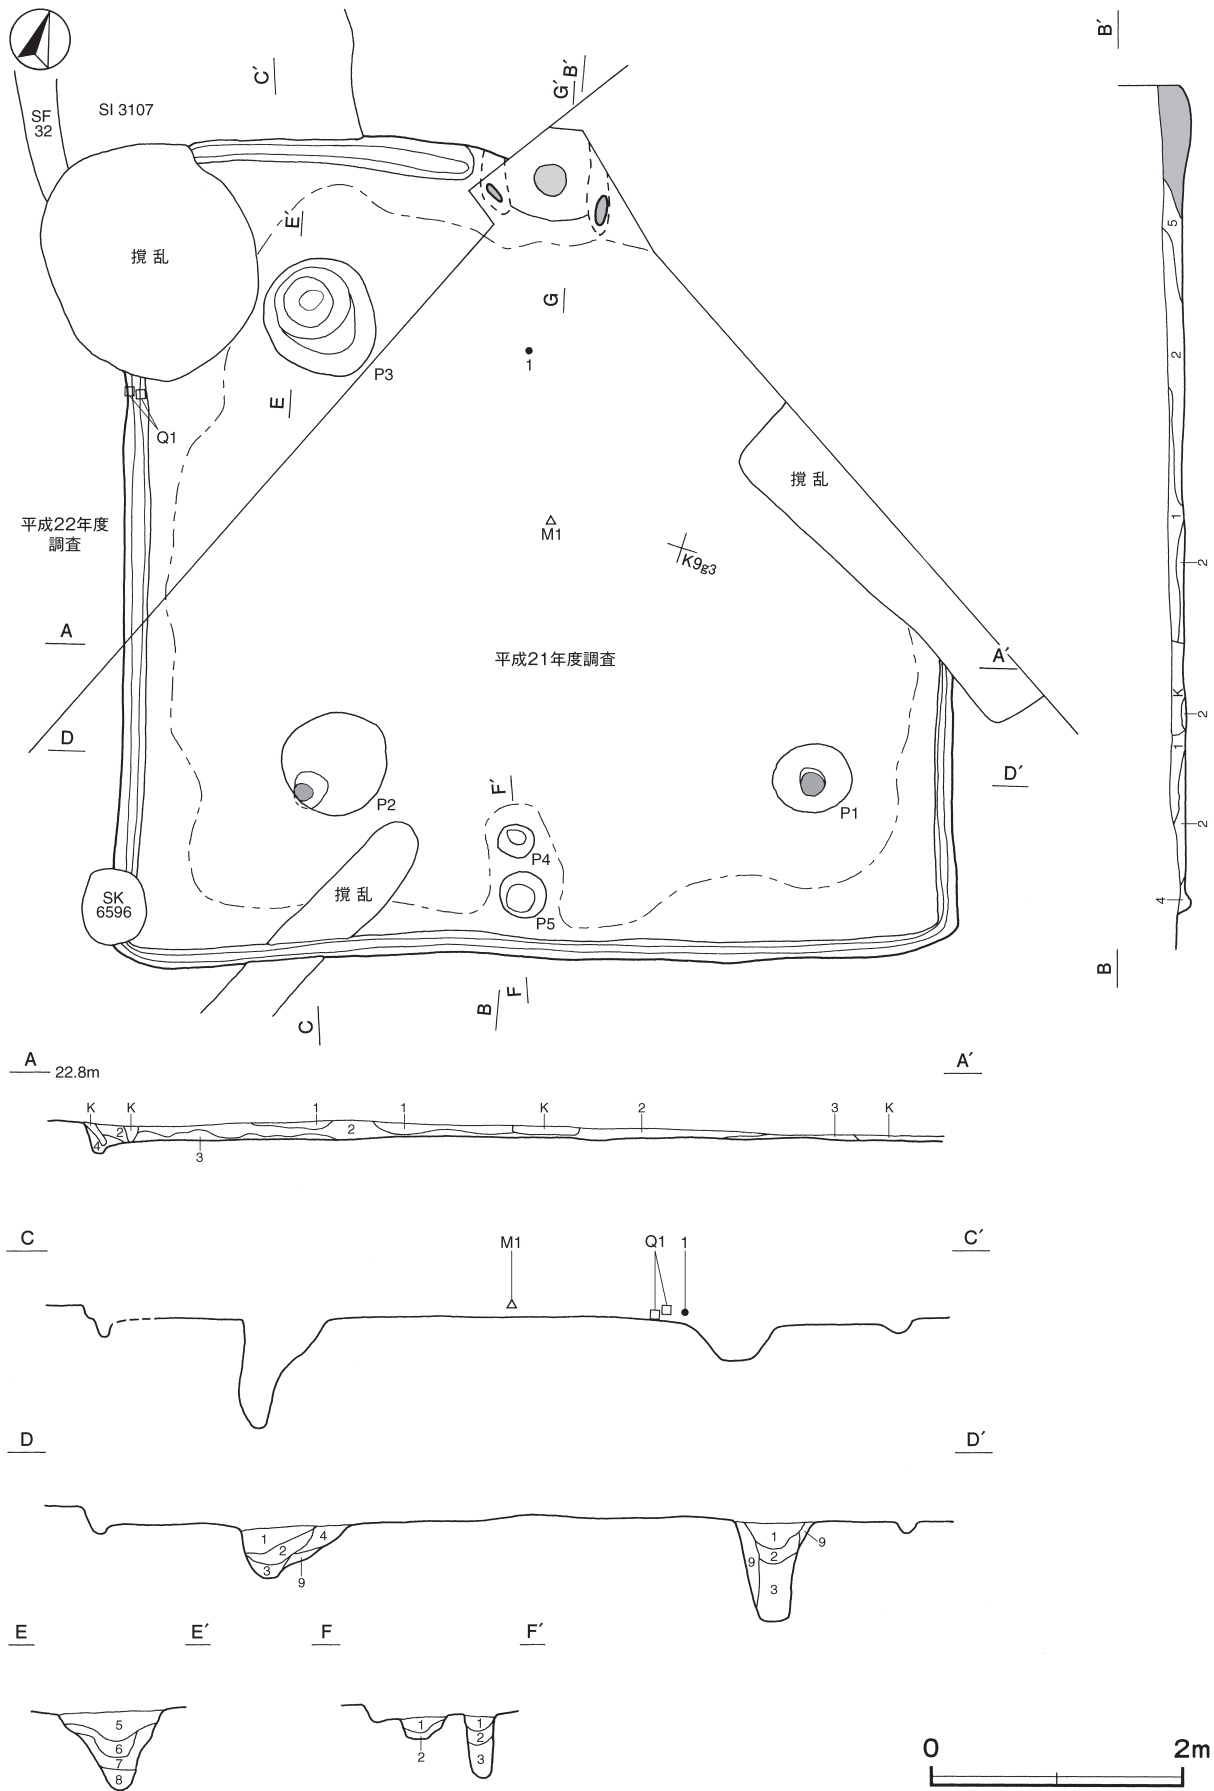 B′
C′
G′
B′
SF
32
SI 3107
E′
撹 乱
G
5
P3
1
E
2
Q1
撹 乱
平成22年度
調査
M1
K9g3
1
2
A
平成21年度調査
A′
K
2
D
1
D′
F′
P2
P1
2
P4
撹 乱
SK
6596
4
P5
B
F
B
C
A
22.8m
A′
K
K
1
1
K
2
3
K
2
2
4
3
C
M1
Q1
1
C′
D
D′
1
4
2
3
9
1
9
2
9
3
E
E′
F
F′
5
6
7
8
1
2
1
2
3
0
2m